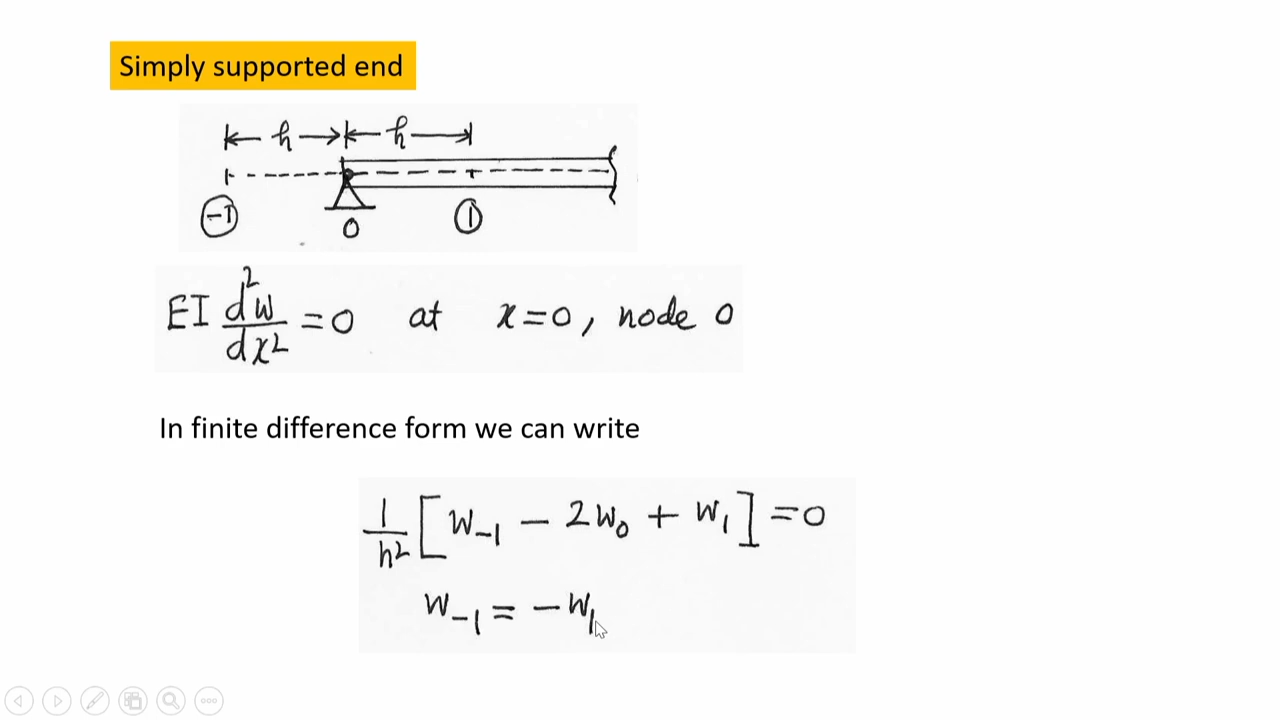 Simply supported end
h h
-1 0 1
EI d²w/dx² = 0 at x=0, node 0
In finite difference form we can write
1/h² [w₋₁ − 2w₀ + w₁] = 0
w₋₁ = −w₁